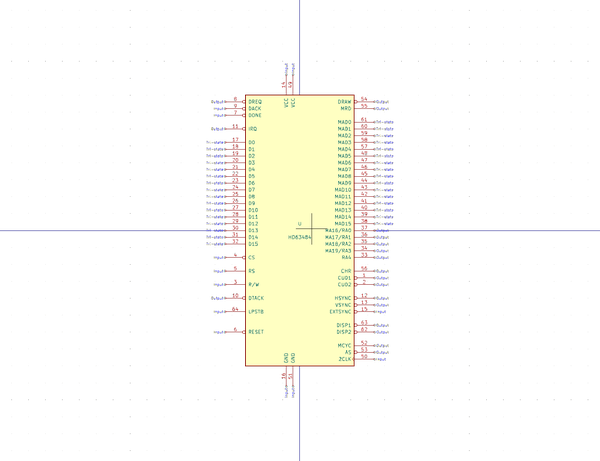 Input Input
14 49
VCC VCC
Output 8 DREQ
Input 9 DACK
Input 7 DONE
Output 11 IRQ
Tri-state 17 D0
Tri-state 18 D1
Tri-state 19 D2
Tri-state 20 D3
Tri-state 21 D4
Tri-state 22 D5
Tri-state 23 D6
Tri-state 24 D7
Tri-state 25 D8
Tri-state 26 D9
Tri-state 27 D10
Tri-state 28 D11
Tri-state 29 D12
Tri-state 30 D13
Tri-state 31 D14
Tri-state 32 D15
Input 4 CS
Input 5 RS
Input 3 R/W
Output 10 DTACK
Input 64 LPSTB
Input 6 RESET
U
HD63484
DRAW 54 Output
MRD 55 Output
MAD0 61 Tri-state
MAD1 60 Tri-state
MAD2 59 Tri-state
MAD3 58 Tri-state
MAD4 57 Tri-state
MAD5 48 Tri-state
MAD6 47 Tri-state
MAD7 46 Tri-state
MAD8 45 Tri-state
MAD9 44 Tri-state
MAD10 43 Tri-state
MAD11 42 Tri-state
MAD12 41 Tri-state
MAD13 40 Tri-state
MAD14 39 Tri-state
MAD15 38 Tri-state
MA16/RA0 37 Output
MA17/RA1 36 Output
MA18/RA2 35 Output
MA19/RA3 34 Output
RA4 33 Output
CHR 56 Output
CUD1 1 Output
CUD2 2 Output
HSYNC 12 Output
VSYNC 13 Output
EXTSYNC 15 Input
DISP1 63 Output
DISP2 62 Output
MCYC 52 Output
AS 53 Output
2CLK 50 Input
GND GND
16 51
Input Input